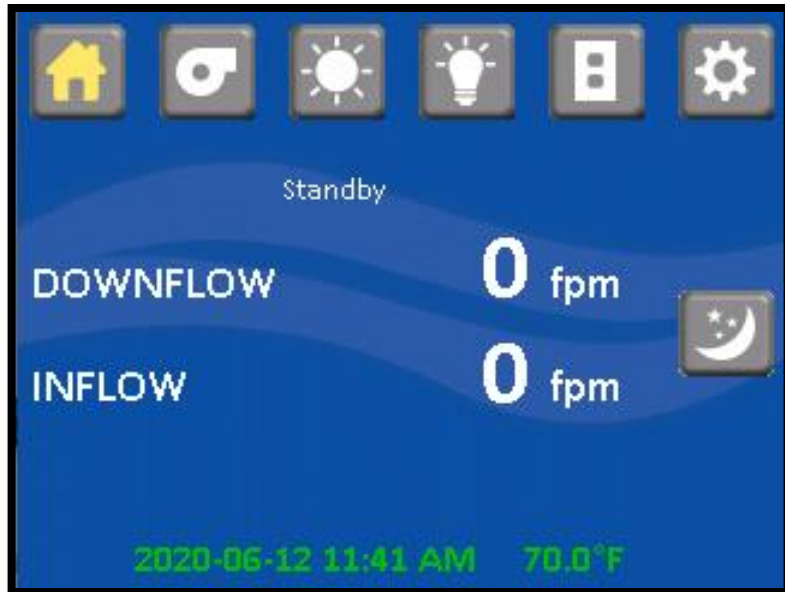 Standby
DOWNFLOW 0 fpm
INFLOW 0 fpm
2020-06-12 11:41 AM 70.0°F